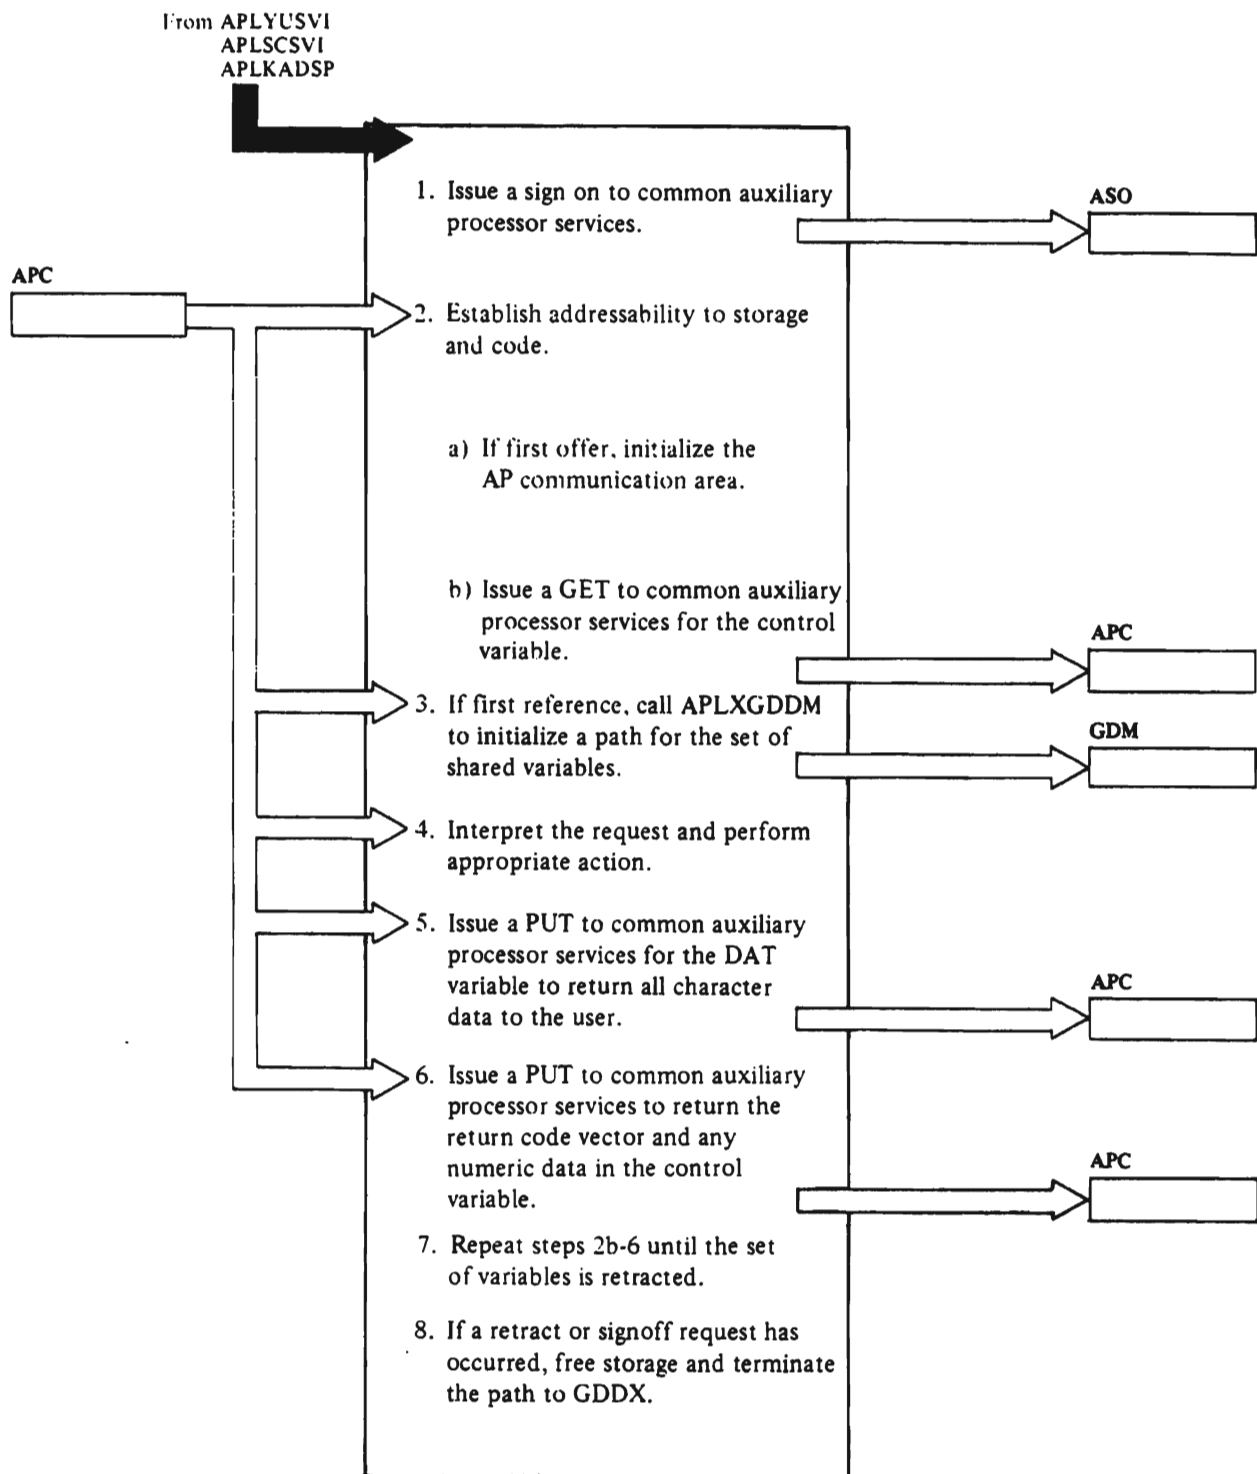 From APLYUSVI
APLSCSVI
APLKADSP
1. Issue a sign on to common auxiliary
processor services.
ASO
APC
2. Establish addressability to storage
and code.
a) If first offer, initialize the
AP communication area.
b) Issue a GET to common auxiliary
processor services for the control
variable.
APC
3. If first reference, call APLXGDDM
to initialize a path for the set of
shared variables.
GDM
4. Interpret the request and perform
appropriate action.
5. Issue a PUT to common auxiliary
processor services for the DAT
variable to return all character
data to the user.
APC
6. Issue a PUT to common auxiliary
processor services to return the
return code vector and any
numeric data in the control
variable.
APC
7. Repeat steps 2b-6 until the set
of variables is retracted.
8. If a retract or signoff request has
occurred, free storage and terminate
the path to GDDX.